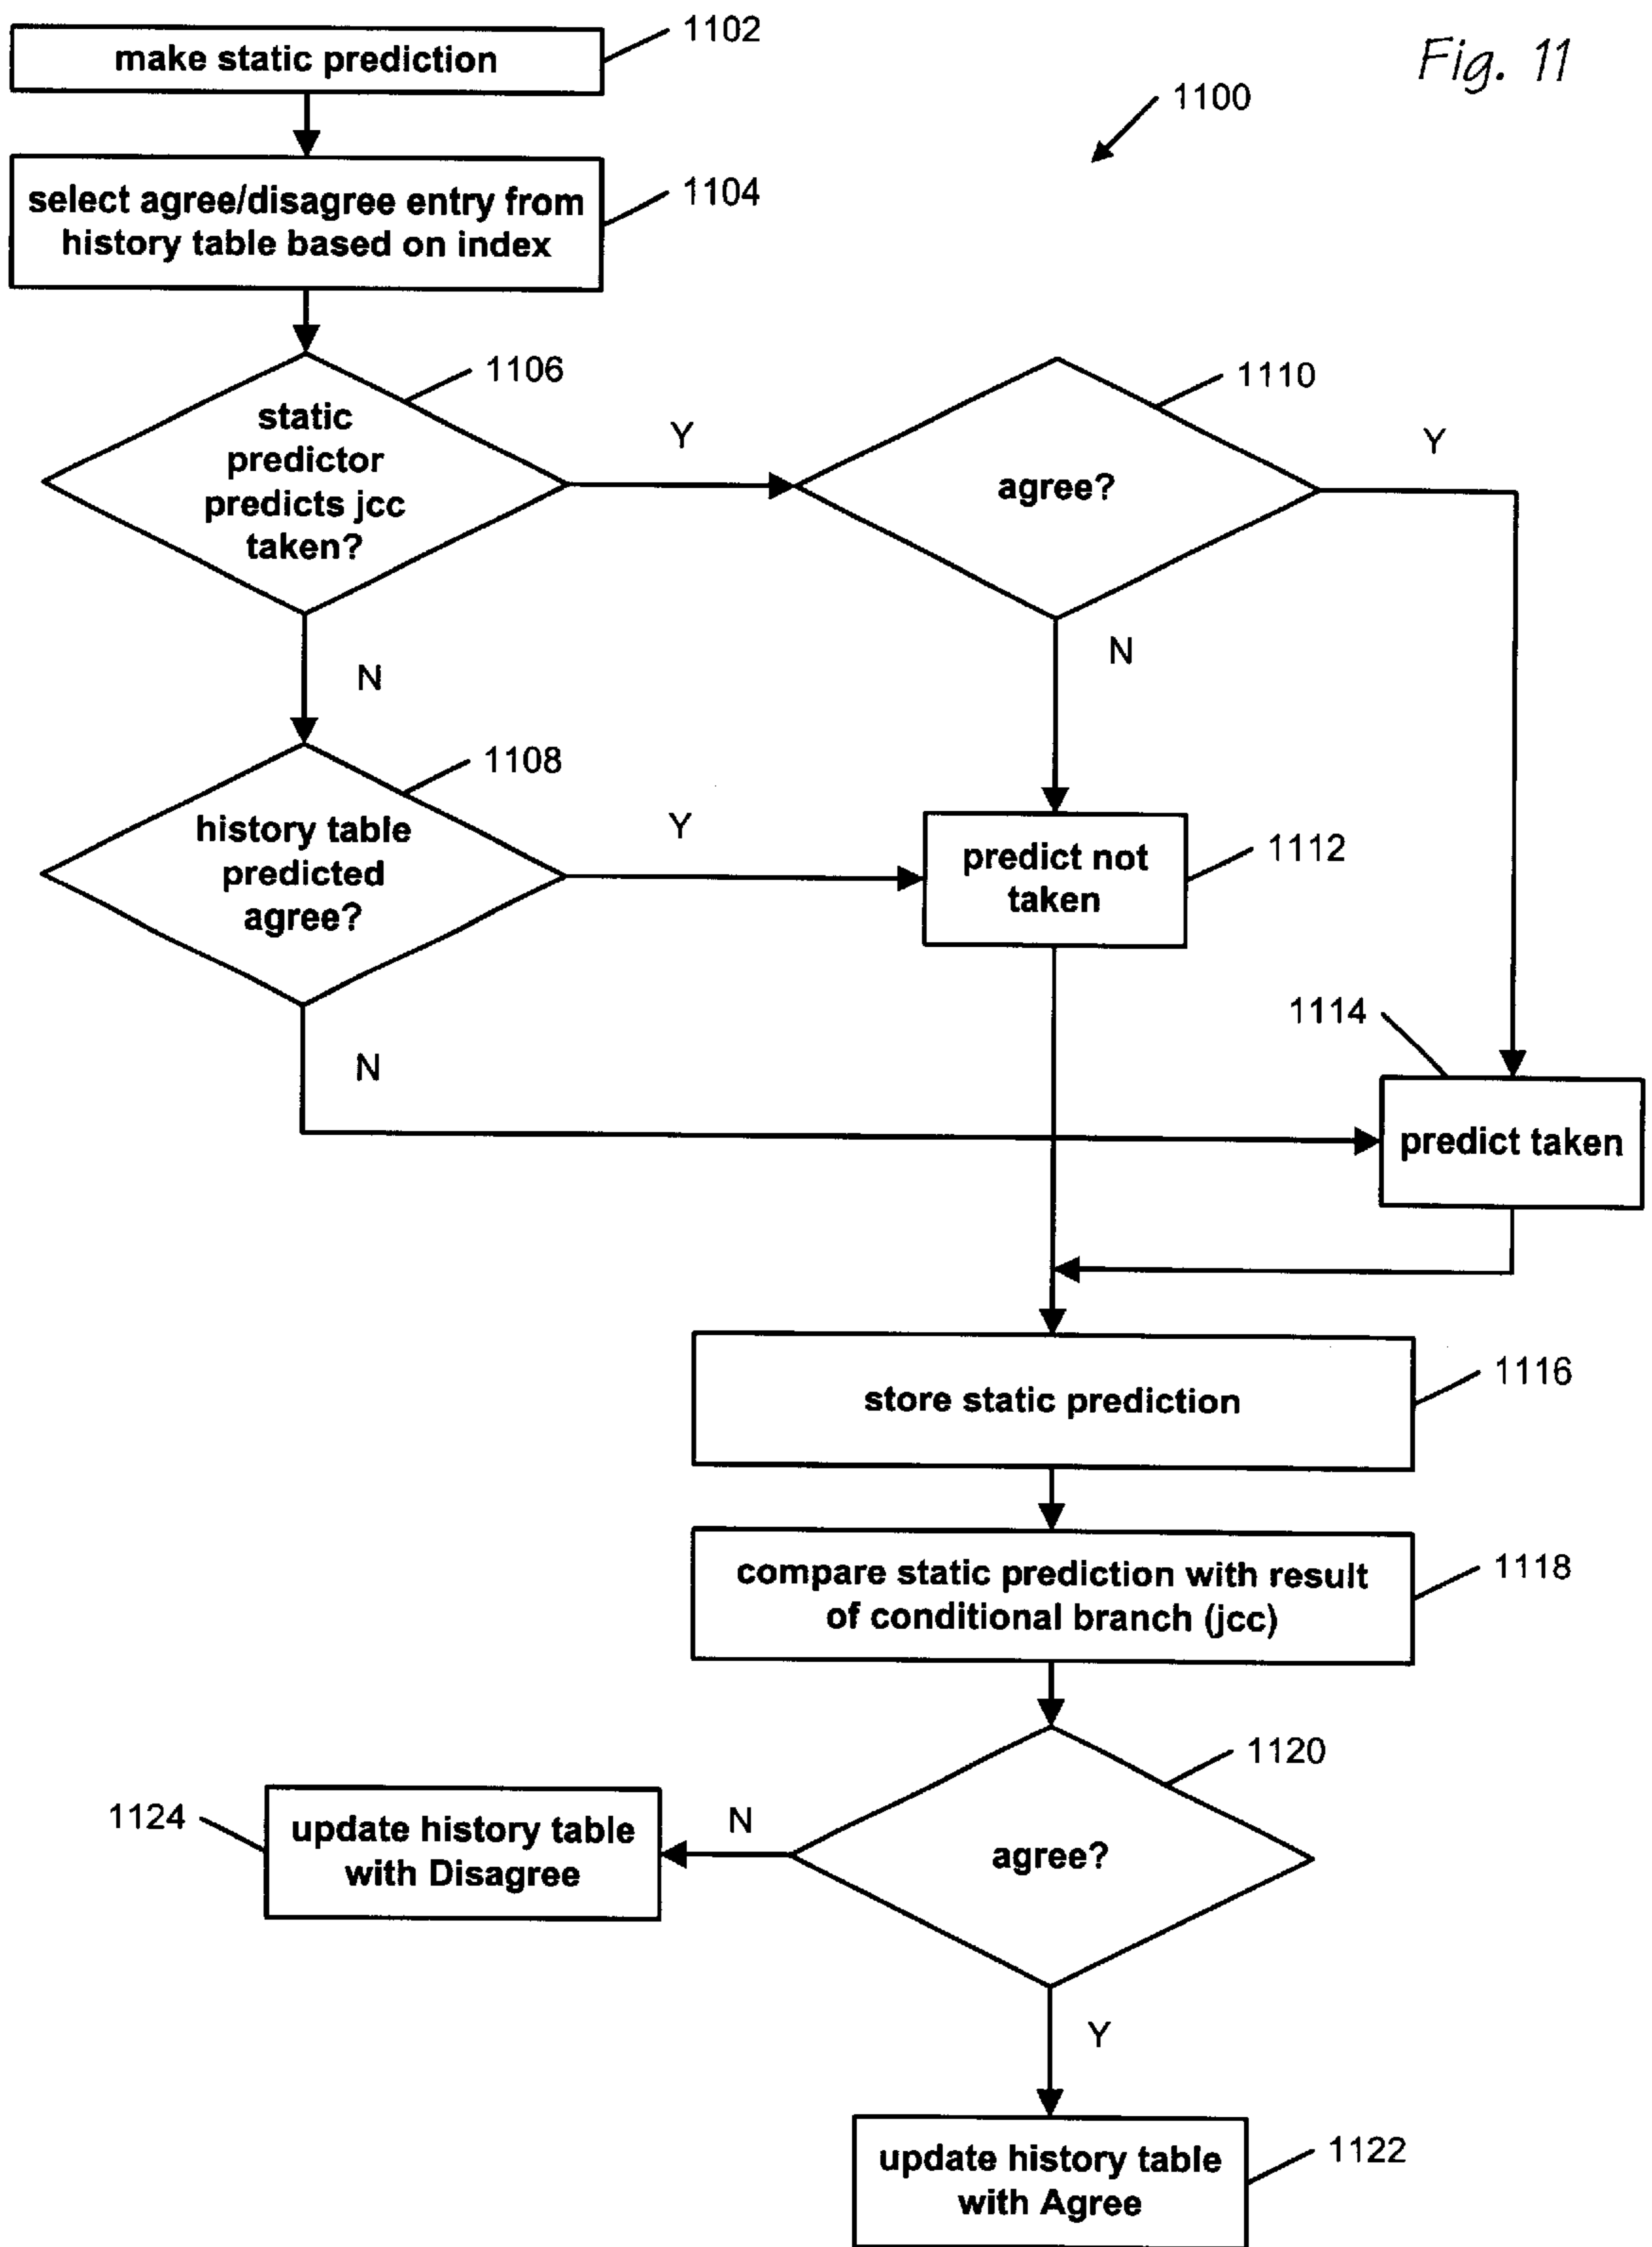 Fig. 11
1100
1102
make static prediction
1104
select agree/disagree entry from
history table based on index
1106
static
predictor
predicts jcc
taken?
Y
N
1110
agree?
Y
N
1108
history table
predicted
agree?
Y
N
1112
predict not
taken
1114
predict taken
1116
store static prediction
1118
compare static prediction with result
of conditional branch (jcc)
1120
agree?
N
Y
1124
update history table
with Disagree
1122
update history table
with Agree